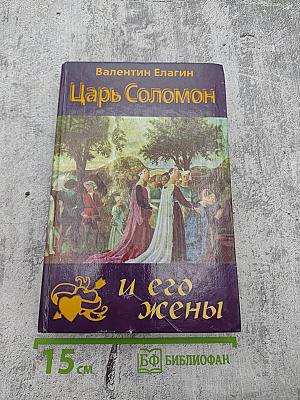 Валентин Елагин
Царь Соломон
и его
жены
15 см
БФ БИБЛИОФАН